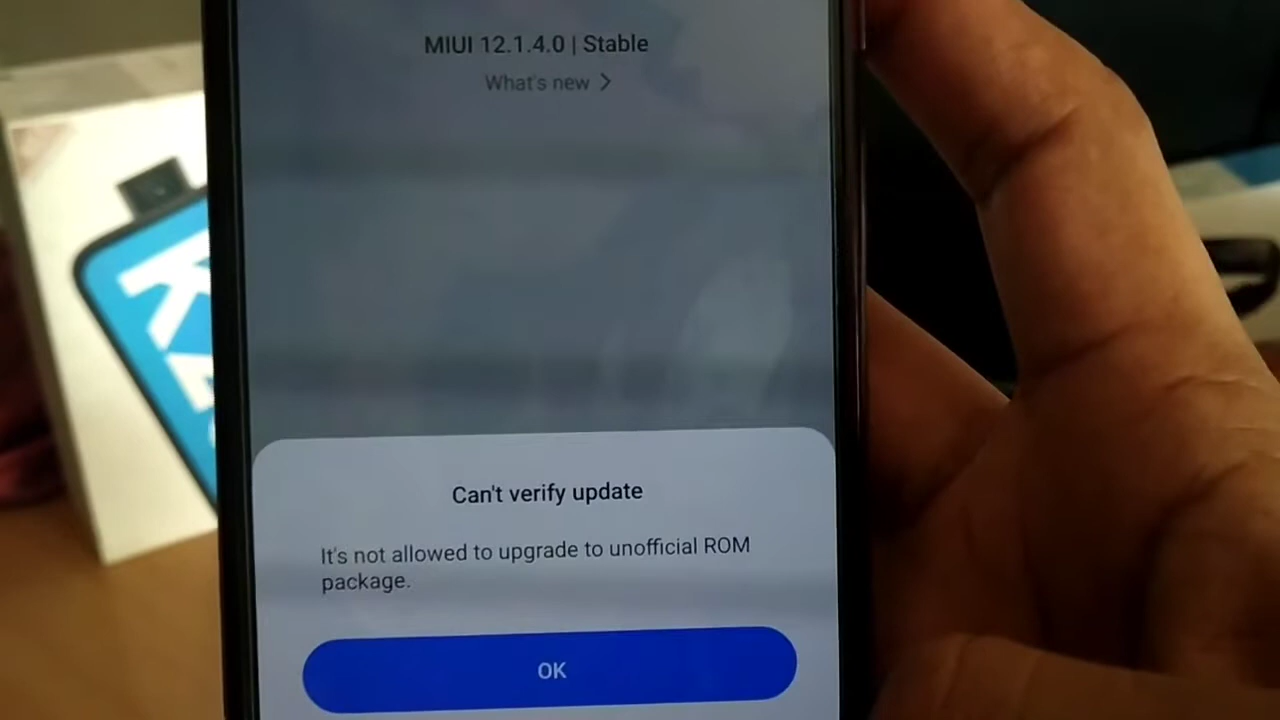 MIUI 12.1.4.0 | Stable
What's new >
Can't verify update
It's not allowed to upgrade to unofficial ROM
package.
OK